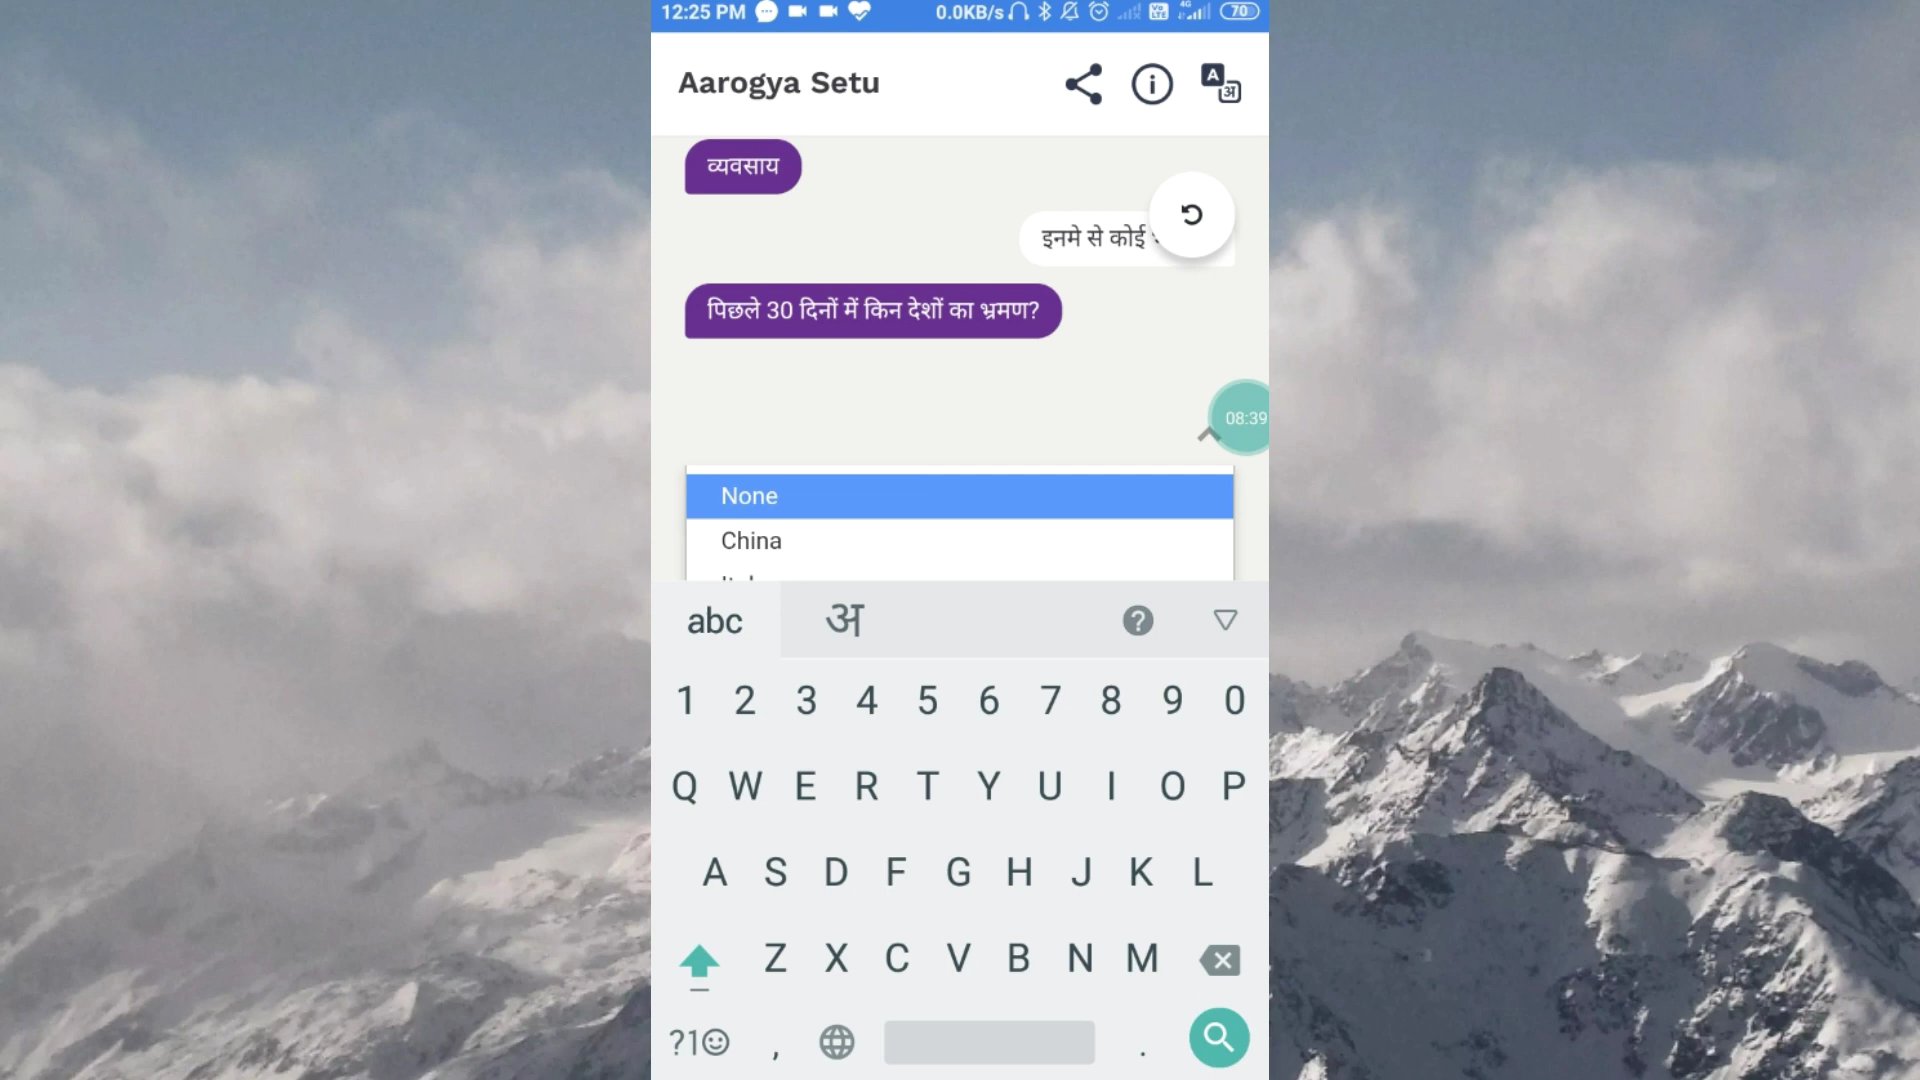 12:25 PM 0.0KB/s 4G 70
Aarogya Setu
व्यवसाय
इनमे से कोई
पिछले 30 दिनों में किन देशों का भ्रमण?
08:39
None
China
abc अ
1 2 3 4 5 6 7 8 9 0
Q W E R T Y U I O P
A S D F G H J K L
Z X C V B N M
?1 , .